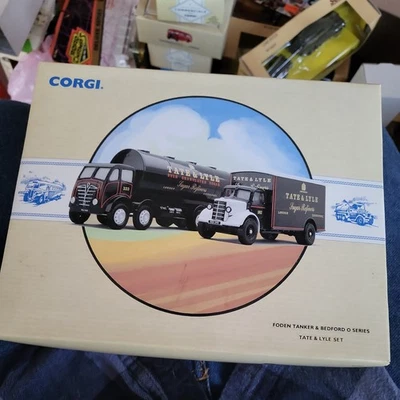 CORGI.
TATE & LYLE
Sugar Refiners
TATE & LYLE
Sugar Refiners
FODEN TANKER & BEDFORD O SERIES
TATE & LYLE SET